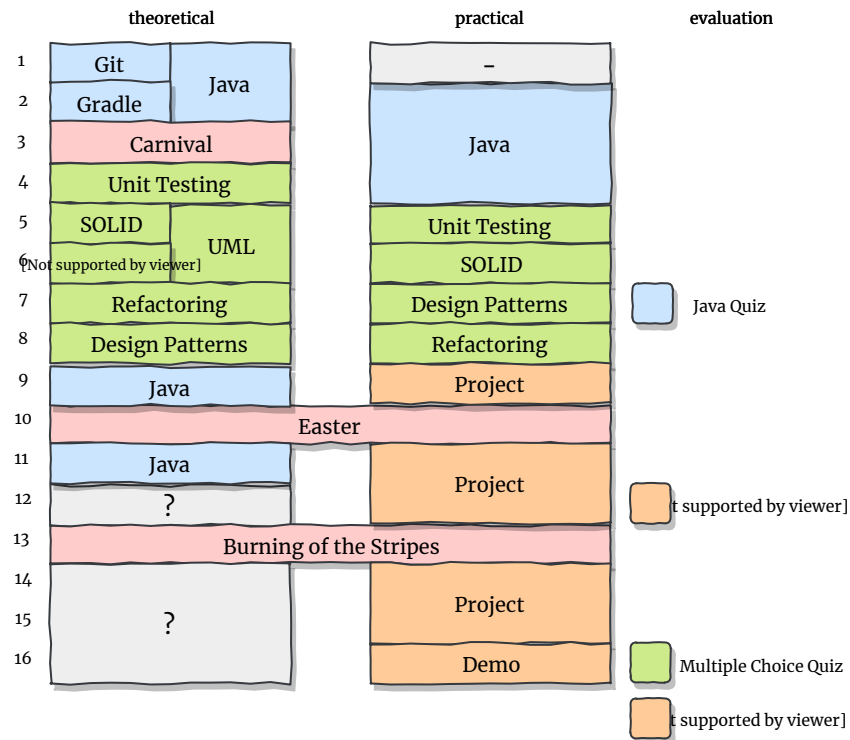 theoretical practical evaluation
1 Git Java –
2 Gradle Java
3 Carnival
4 Unit Testing
5 SOLID UML Unit Testing
6 [Not supported by viewer] SOLID
7 Refactoring Design Patterns Java Quiz
8 Design Patterns Refactoring
9 Java Project
10 Easter
11 Java Project
12 ? t supported by viewer]
13 Burning of the Stripes
14 Project
15 ?
16 Demo Multiple Choice Quiz
t supported by viewer]